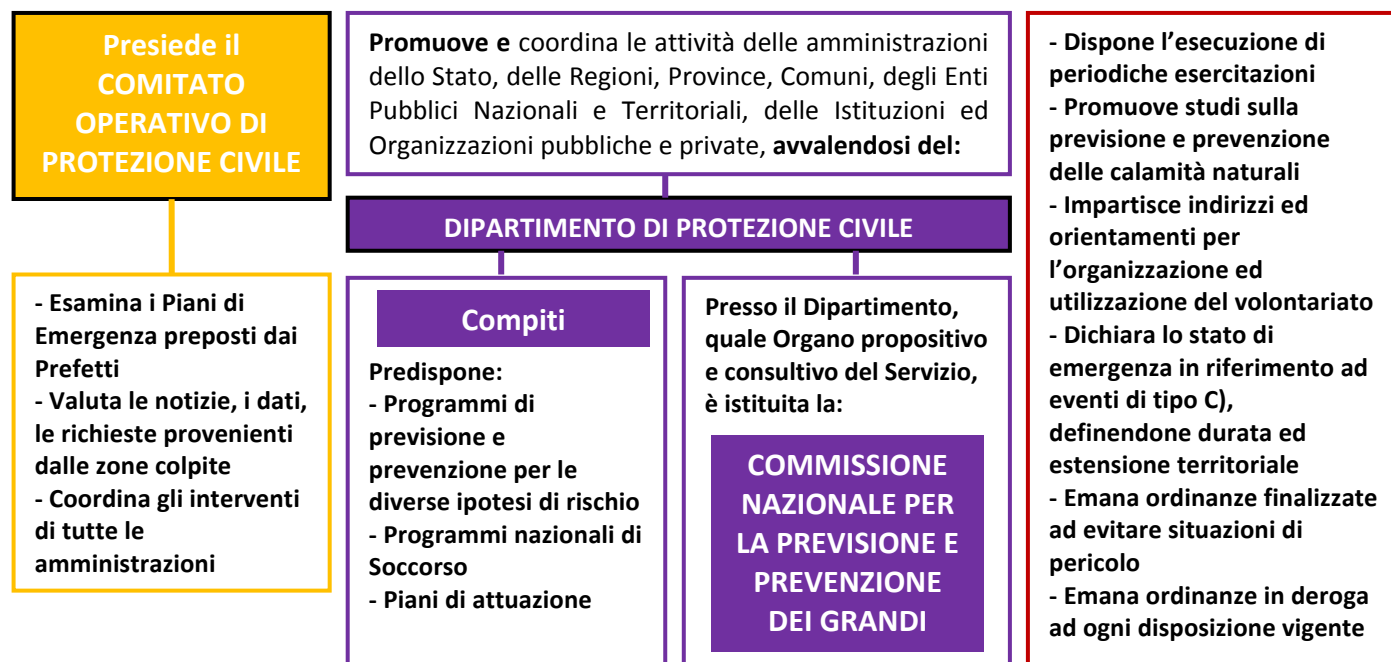 Presiede il
COMITATO
OPERATIVO DI
PROTEZIONE CIVILE
- Esamina i Piani di
Emergenza preposti dai
Prefetti
- Valuta le notizie, i dati,
le richieste provenienti
dalle zone colpite
- Coordina gli interventi
di tutte le
amministrazioni
Promuove e coordina le attività delle amministrazioni
dello Stato, delle Regioni, Province, Comuni, degli Enti
Pubblici Nazionali e Territoriali, delle Istituzioni ed
Organizzazioni pubbliche e private, avvalendosi del:
DIPARTIMENTO DI PROTEZIONE CIVILE
Compiti
Predispone:
- Programmi di
previsione e
prevenzione per le
diverse ipotesi di rischio
- Programmi nazionali di
Soccorso
- Piani di attuazione
Presso il Dipartimento,
quale Organo propositivo
e consultivo del Servizio,
è istituita la:
COMMISSIONE
NAZIONALE PER
LA PREVISIONE E
PREVENZIONE
DEI GRANDI
- Dispone l’esecuzione di
periodiche esercitazioni
- Promuove studi sulla
previsione e prevenzione
delle calamità naturali
- Impartisce indirizzi ed
orientamenti per
l’organizzazione ed
utilizzazione del volontariato
- Dichiara lo stato di
emergenza in riferimento ad
eventi di tipo C),
definendone durata ed
estensione territoriale
- Emana ordinanze finalizzate
ad evitare situazioni di
pericolo
- Emana ordinanze in deroga
ad ogni disposizione vigente